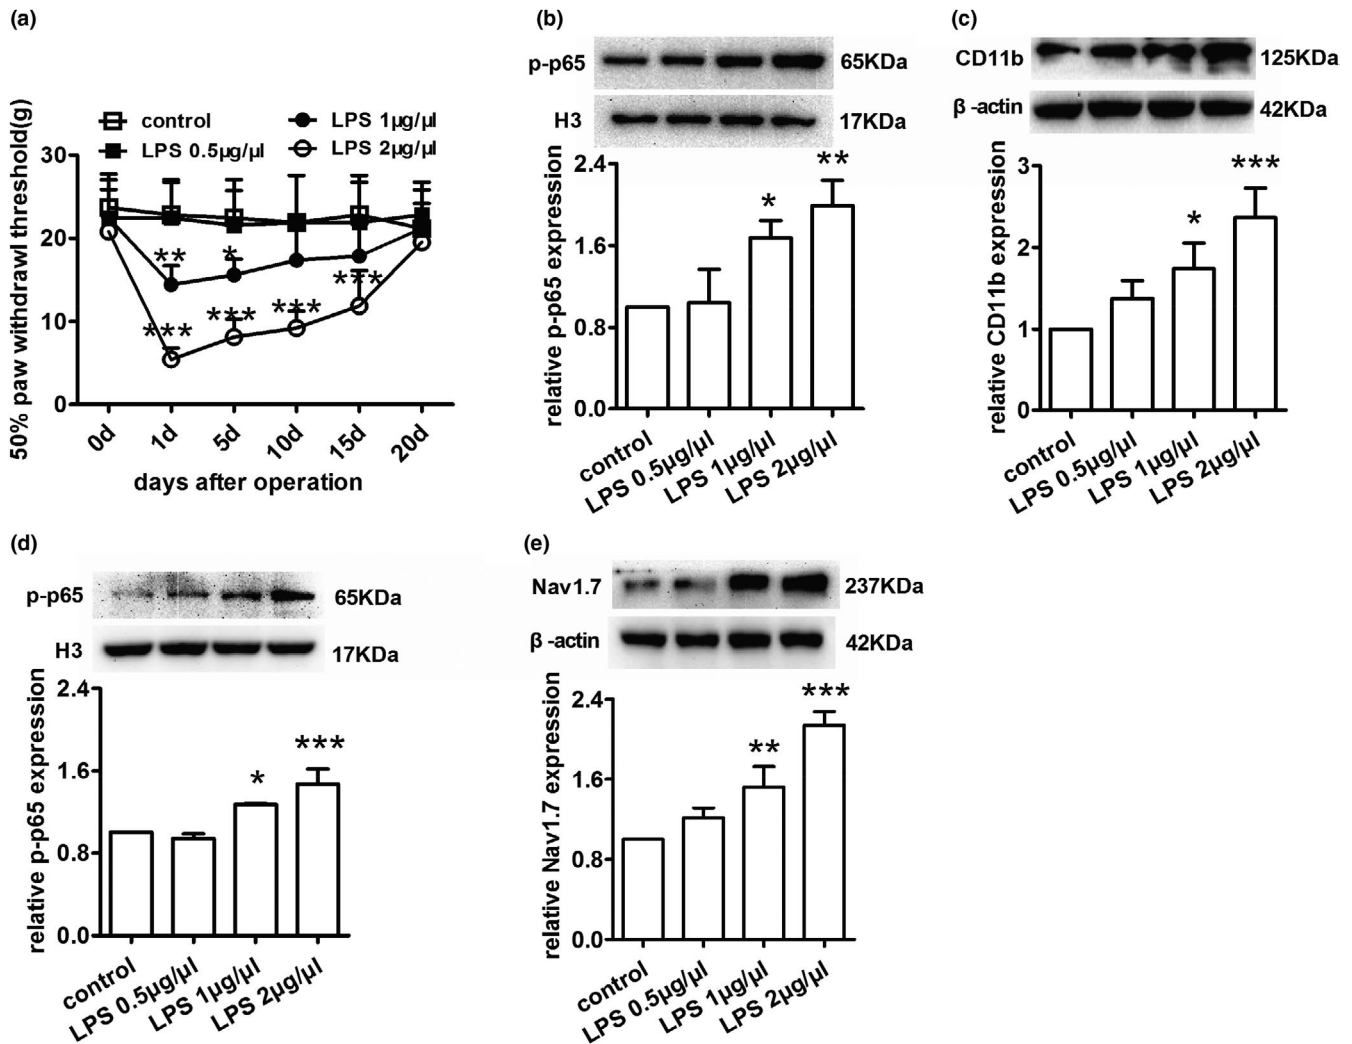 (a)
50% paw withdrawl threshold(g)
control
LPS 0.5µg/µl
LPS 1µg/µl
LPS 2µg/µl
30
20
10
0
** *
*** *** *** ***
0d 1d 5d 10d 15d 20d
days after operation
(b)
p-p65 65KDa
H3 17KDa
relative p-p65 expression
2.4
1.6
0.8
0.0
* **
control
LPS 0.5µg/µl
LPS 1µg/µl
LPS 2µg/µl
(c)
CD11b 125KDa
β -actin 42KDa
relative CD11b expression
3
2
1
0
* ***
control
LPS 0.5µg/µl
LPS 1µg/µl
LPS 2µg/µl
(d)
p-p65 65KDa
H3 17KDa
relative p-p65 expression
2.4
1.6
0.8
0.0
* ***
control
LPS 0.5µg/µl
LPS 1µg/µl
LPS 2µg/µl
(e)
Nav1.7 237KDa
β -actin 42KDa
relative Nav1.7 expression
2.4
1.6
0.8
0.0
** ***
control
LPS 0.5µg/µl
LPS 1µg/µl
LPS 2µg/µl